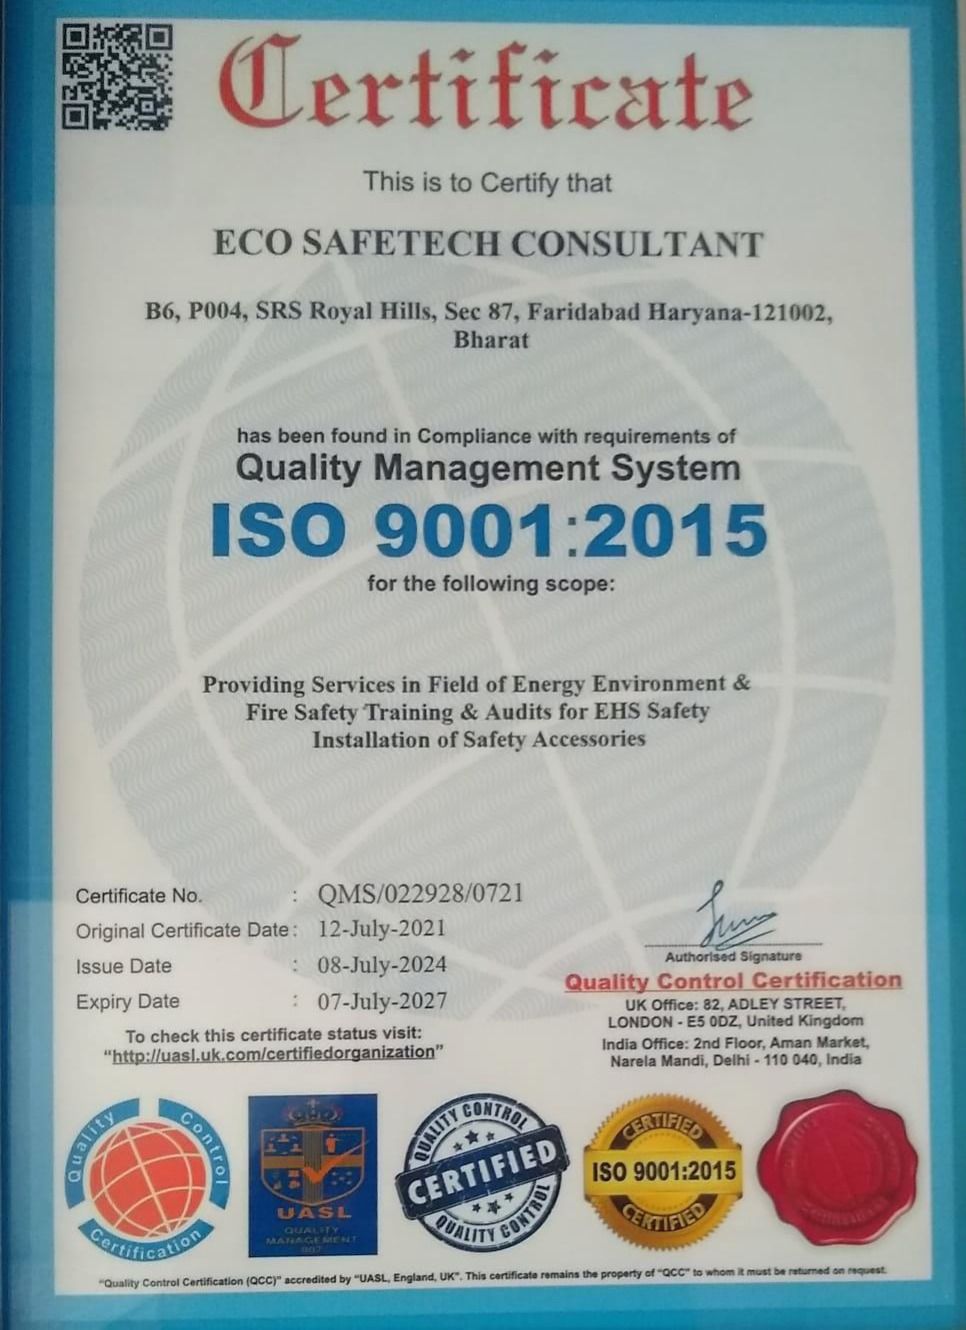 Certificate
This is to Certify that
ECO SAFETECH CONSULTANT
B6, P004, SRS Royal Hills, Sec 87, Faridabad Haryana-121002,
Bharat
has been found in Compliance with requirements of
Quality Management System
ISO 9001:2015
for the following scope:
Providing Services in Field of Energy Environment &
Fire Safety Training & Audits for EHS Safety
Installation of Safety Accessories
Certificate No. : QMS/022928/0721
Original Certificate Date : 12-July-2021
Issue Date : 08-July-2024
Expiry Date : 07-July-2027
To check this certificate status visit:
"http://uasl.uk.com/certifiedorganization"
Authorised Signature
Quality Control Certification
UK Office: 82, ADLEY STREET,
LONDON - E5 0DZ, United Kingdom
India Office: 2nd Floor, Aman Market,
Narela Mandi, Delhi - 110 040, India
Quality Control
Certification
UASL
QUALITY
MANAGEMENT
QUALITY CONTROL
CERTIFIED
QUALITY CONTROL
CERTIFIED
ISO 9001:2015
CERTIFIED
"Quality Control Certification (QCC)" accredited by "UASL, England, UK". This certificate remains the property of "QCC" to whom it must be returned on request.